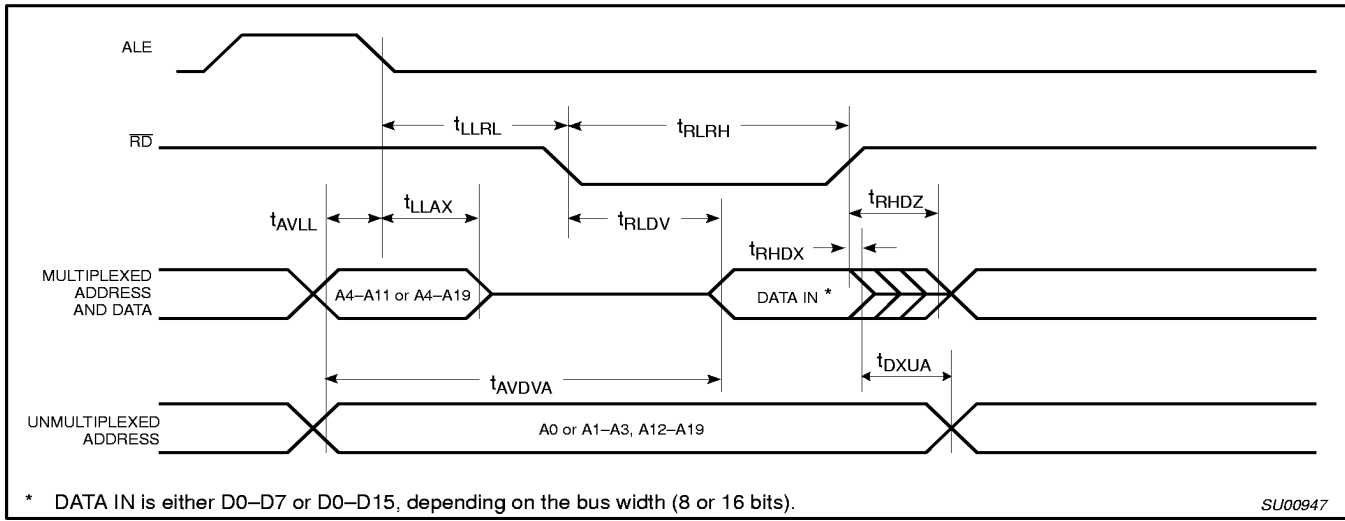 ALE
tLLRL
tRLRH
RD
tAVLL
tLLAX
tRLDV
tRHDZ
tRHDX
MULTIPLEXED
ADDRESS
AND DATA
A4–A11 or A4–A19
DATA IN *
tDXUA
tAVDVA
UNMULTIPLEXED
ADDRESS
A0 or A1–A3, A12–A19
* DATA IN is either D0–D7 or D0–D15, depending on the bus width (8 or 16 bits).
SU00947